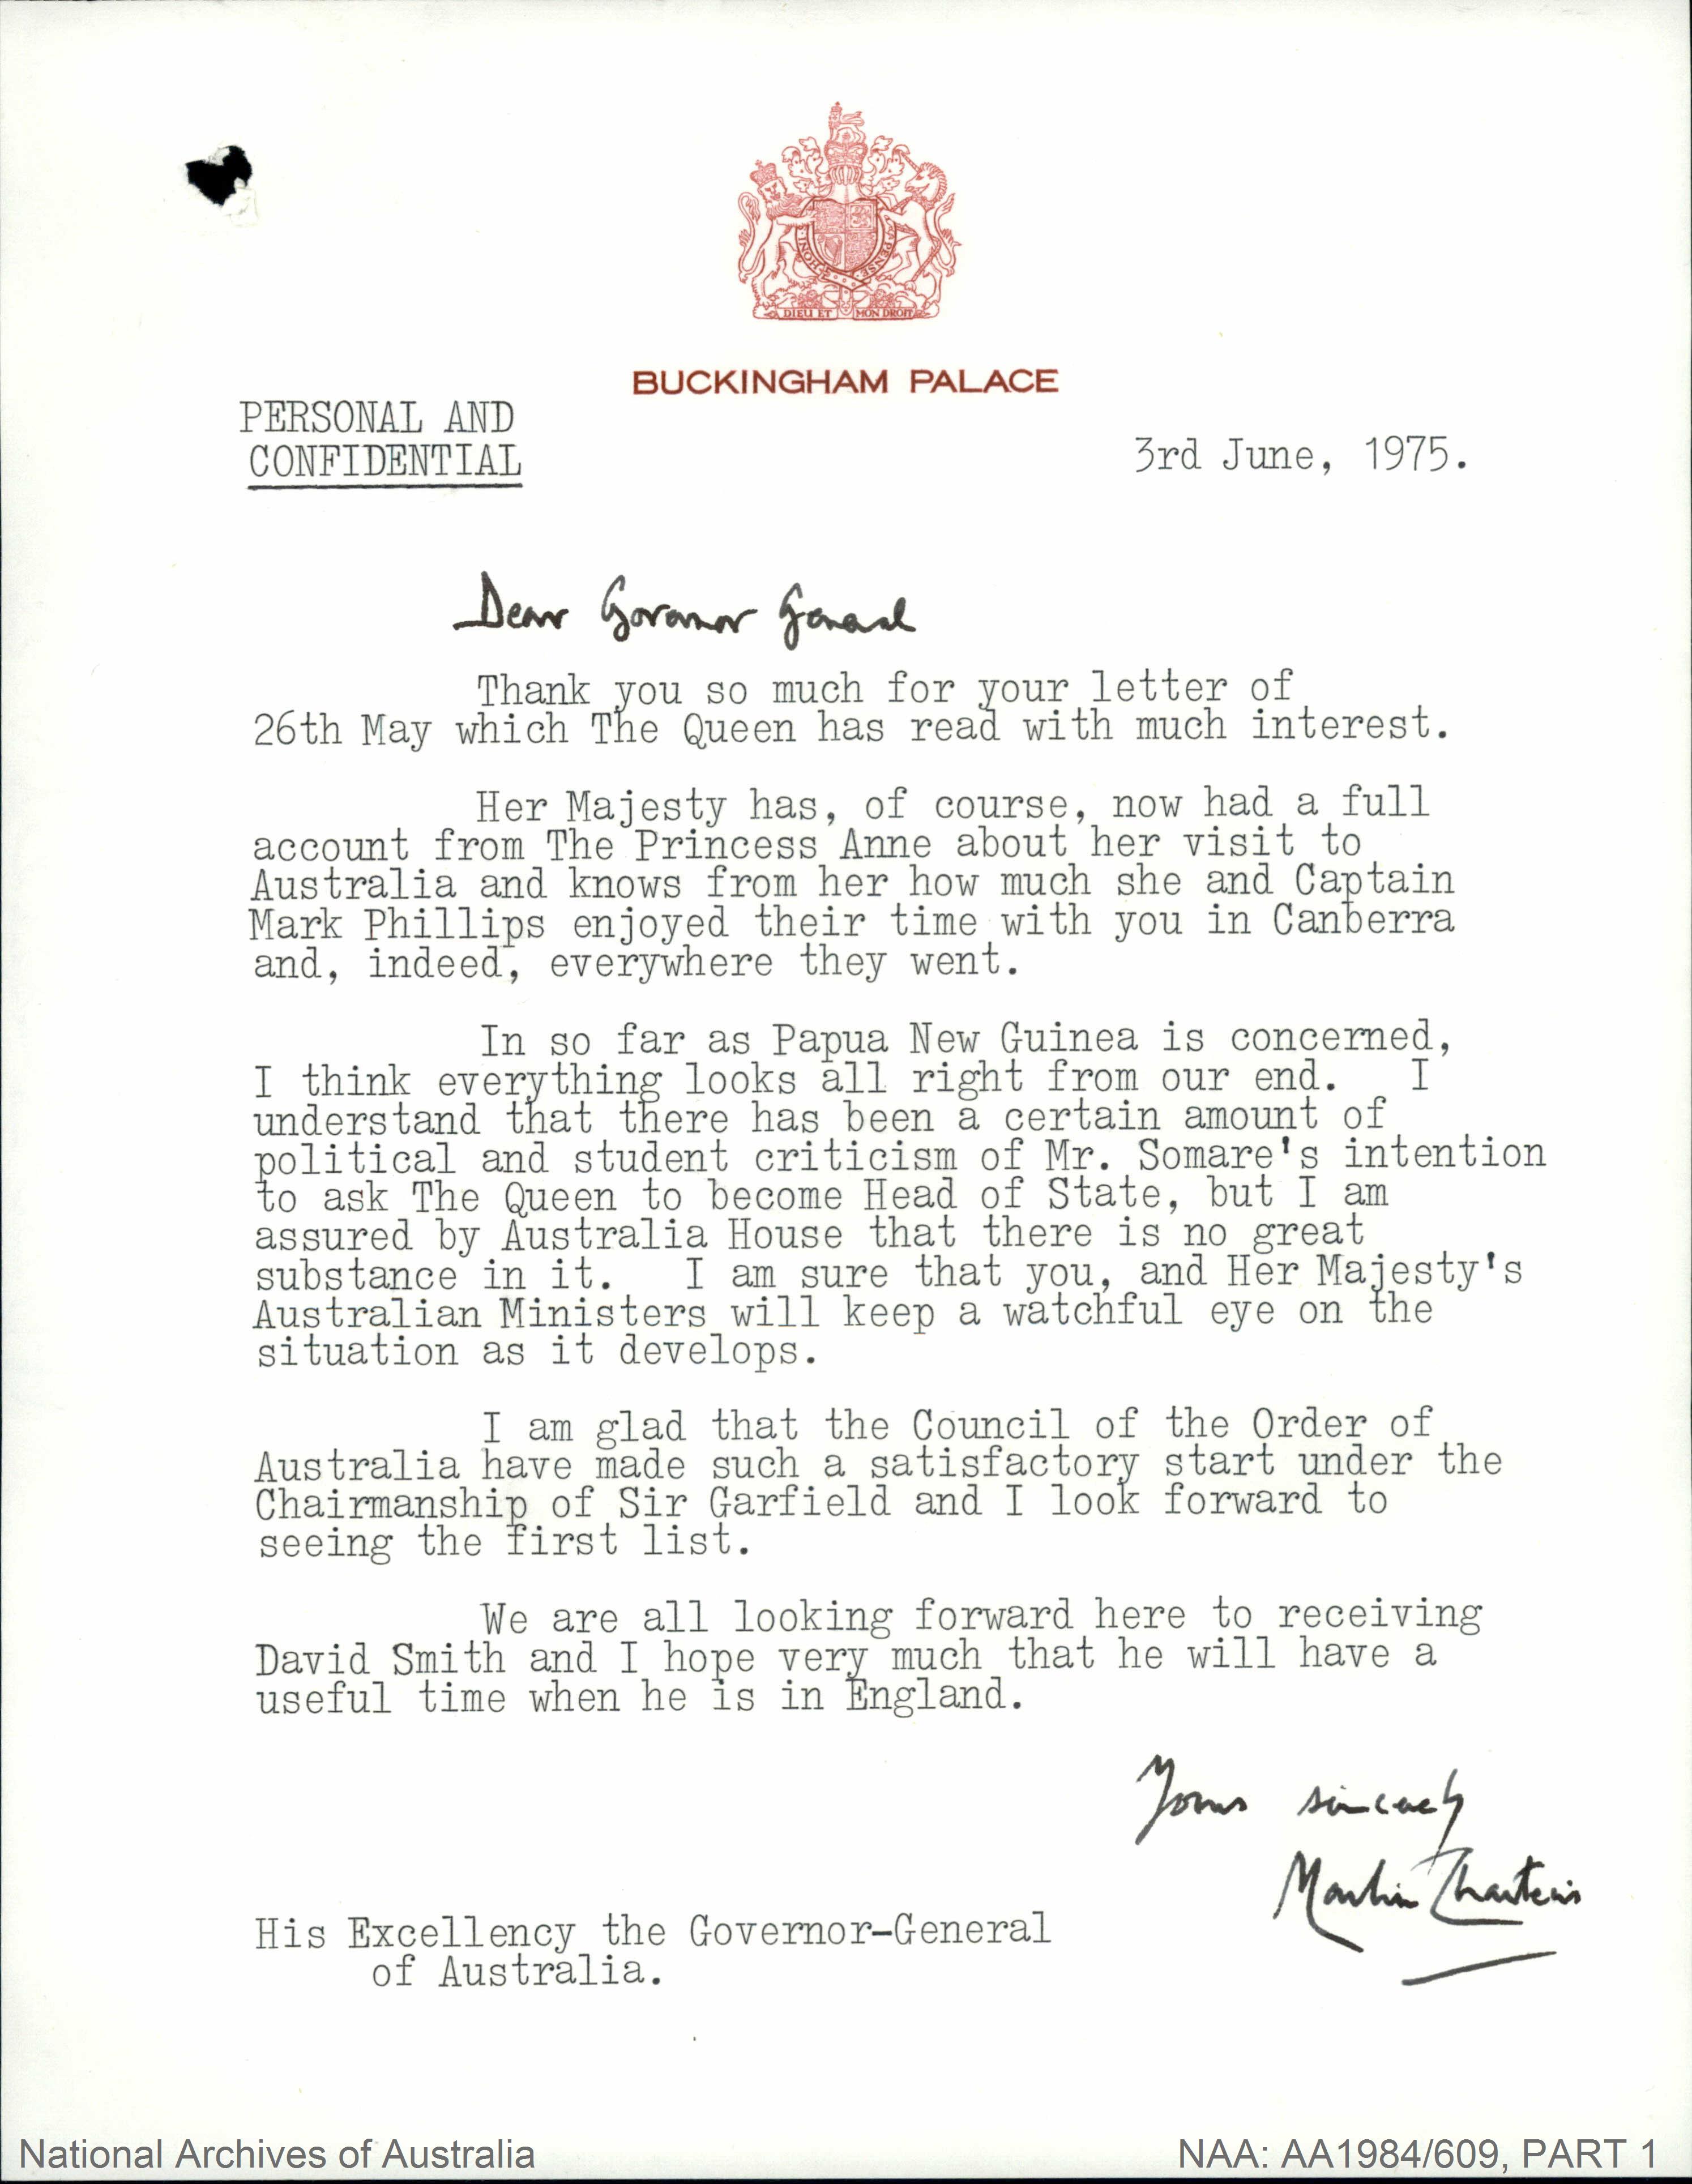 HONI
PENSE
DIEU ET MON DROIT
BUCKINGHAM PALACE
PERSONAL AND
CONFIDENTIAL
3rd June, 1975.
Dear Governor General
Thank you so much for your letter of
26th May which The Queen has read with much interest.
Her Majesty has, of course, now had a full
account from The Princess Anne about her visit to
Australia and knows from her how much she and Captain
Mark Phillips enjoyed their time with you in Canberra
and, indeed, everywhere they went.
In so far as Papua New Guinea is concerned,
I think everything looks all right from our end. I
understand that there has been a certain amount of
political and student criticism of Mr. Somare's intention
to ask The Queen to become Head of State, but I am
assured by Australia House that there is no great
substance in it. I am sure that you, and Her Majesty's
Australian Ministers will keep a watchful eye on the
situation as it develops.
I am glad that the Council of the Order of
Australia have made such a satisfactory start under the
Chairmanship of Sir Garfield and I look forward to
seeing the first list.
We are all looking forward here to receiving
David Smith and I hope very much that he will have a
useful time when he is in England.
Yours sincerely
Martin Charteris
His Excellency the Governor-General
of Australia.
National Archives of Australia
NAA: AA1984/609, PART 1